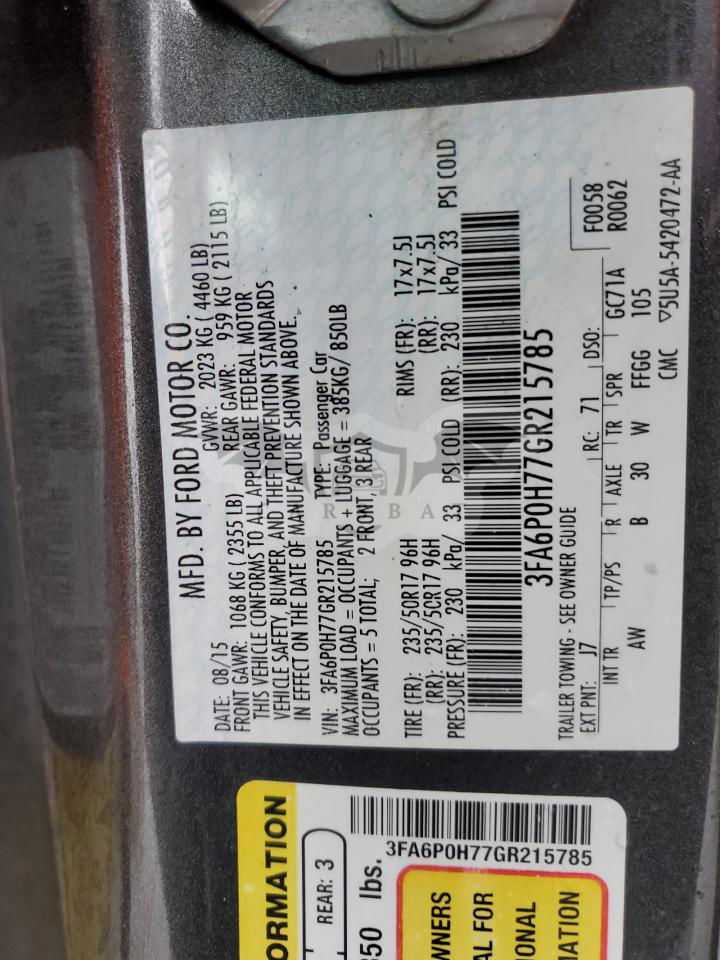 MFD. BY FORD MOTOR CO.
DATE: 08/15 GVWR: 2023 KG ( 4460 LB)
FRONT GAWR: 1068 KG ( 2355 LB) REAR GAWR: 959 KG ( 2115 LB)
THIS VEHICLE CONFORMS TO ALL APPLICABLE FEDERAL MOTOR
VEHICLE SAFETY, BUMPER, AND THEFT PREVENTION STANDARDS
IN EFFECT ON THE DATE OF MANUFACTURE SHOWN ABOVE.
VIN: 3FA6P0H77GR215785 TYPE: Passenger Car
MAXIMUM LOAD = OCCUPANTS + LUGGAGE = 385KG/ 850LB
OCCUPANTS = 5 TOTAL; 2 FRONT, 3 REAR
TIRE (FR): 235/50R17 96H RIMS (FR): 17x7.5J
(RR): 235/50R17 96H (RR): 17x7.5J
PRESSURE (FR): 230 kPa/ 33 PSI COLD (RR): 230 kPa/ 33 PSI COLD
3FA6P0H77GR215785
TRAILER TOWING - SEE OWNER GUIDE
EXT PNT: J7 RC: 71 DSO: F0058
R0062
INT TR TP/PS R AXLE TR SPR GC71A
AW B 30 W FFGG 105
CMC ▽5U5A-5420472-AA
ORMATION
REAR: 3
850 lbs.
3FA6P0H77GR215785
WNERS
AL FOR
ONAL
ATION
R BA